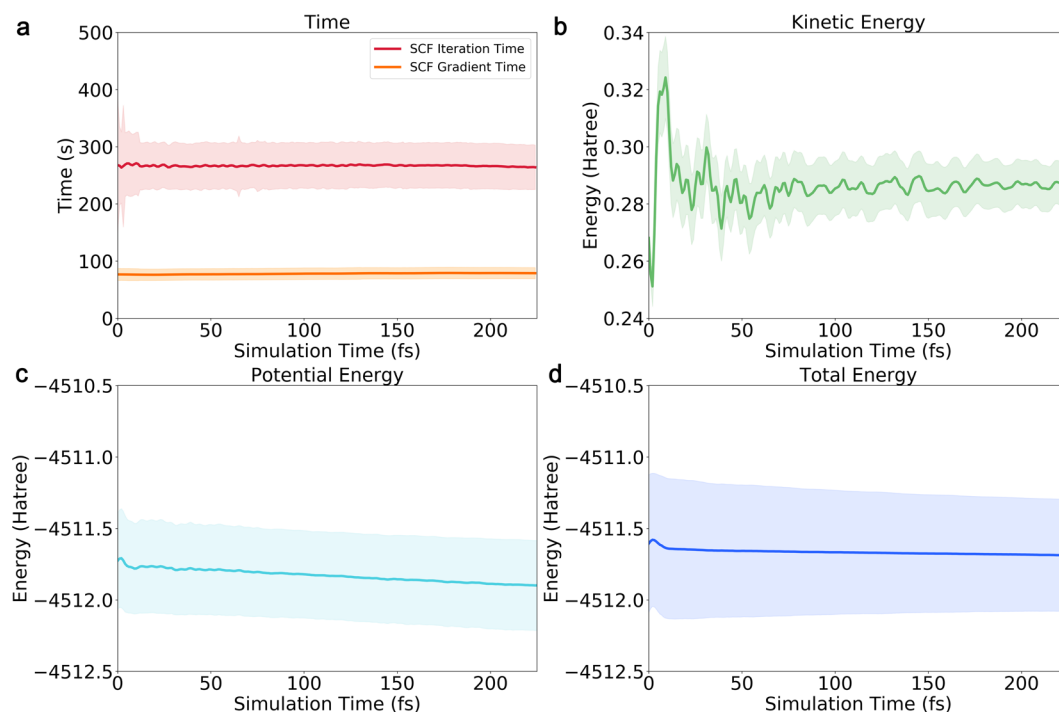 a
Time
500
400
300
200
100
0
Time (s)
SCF Iteration Time
SCF Gradient Time
0 50 100 150 200
Simulation Time (fs)
b
Kinetic Energy
0.34
0.32
0.30
0.28
0.26
0.24
Energy (Hatree)
0 50 100 150 200
Simulation Time (fs)
c
Potential Energy
−4510.5
−4511.0
−4511.5
−4512.0
−4512.5
Energy (Hatree)
0 50 100 150 200
Simulation Time (fs)
d
Total Energy
−4510.5
−4511.0
−4511.5
−4512.0
−4512.5
Energy (Hatree)
0 50 100 150 200
Simulation Time (fs)